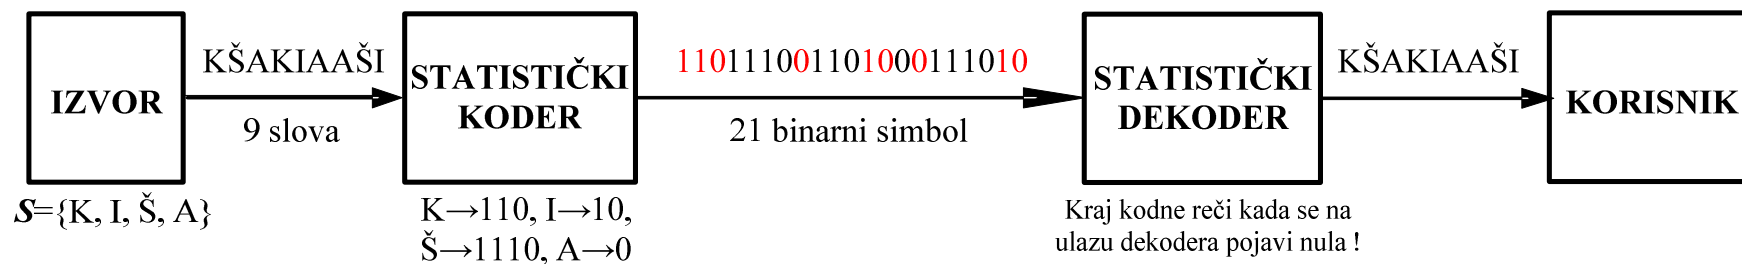 IZVOR
S={K, I, Š, A}
KŠAKIAAŠI
9 slova
STATISTIČKI
KODER
K→110, I→10,
Š→1110, A→0
110111001101000111010
21 binarni simbol
STATISTIČKI
DEKODER
Kraj kodne reči kada se na
ulazu dekodera pojavi nula !
KŠAKIAAŠI
KORISNIK